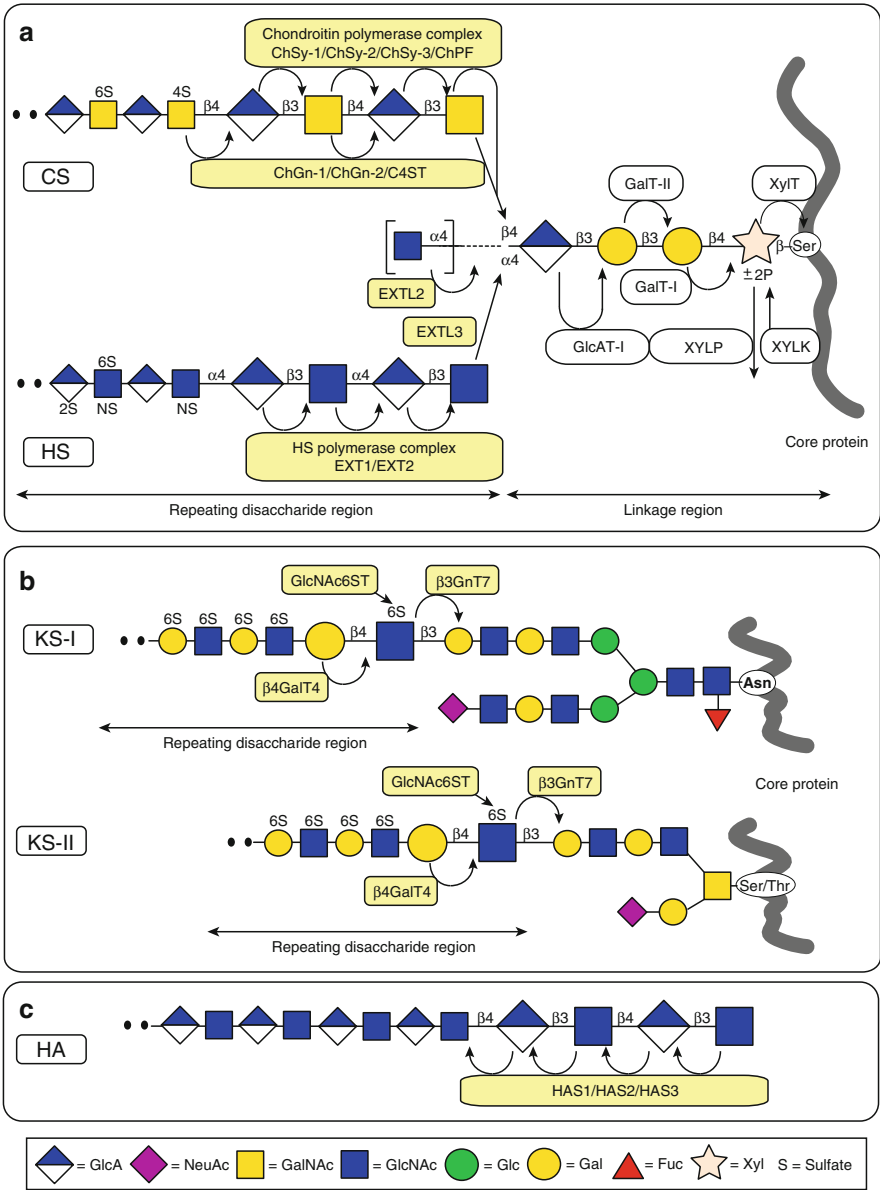 a
Chondroitin polymerase complex
ChSy-1/ChSy-2/ChSy-3/ChPF
6S 4S β4 β3 β4 β3
CS
ChGn-1/ChGn-2/C4ST
GalT-II XylT
α4 β4 β3 β3 β4 β Ser
α4 ±2P
EXTL2 GalT-I
EXTL3
GlcAT-I XYLP XYLK
6S α4 β3 α4 β3
2S NS NS
HS
HS polymerase complex
EXT1/EXT2
Core protein
Repeating disaccharide region Linkage region
b
GlcNAc6ST β3GnT7
KS-I
6S 6S 6S 6S β4 6S β3
β4GalT4
Asn
Repeating disaccharide region
Core protein
GlcNAc6ST β3GnT7
KS-II
6S 6S 6S 6S β4 6S β3
β4GalT4
Ser/Thr
Repeating disaccharide region
c
HA
β4 β3 β4 β3
HAS1/HAS2/HAS3
= GlcA = NeuAc = GalNAc = GlcNAc = Glc = Gal = Fuc = Xyl S = Sulfate